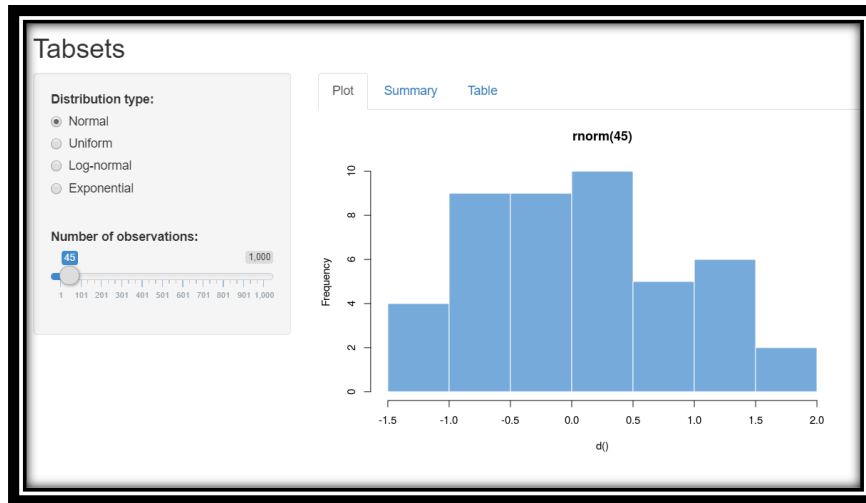 Tabsets
Distribution type:
Normal
Uniform
Log-normal
Exponential
Number of observations:
45 1,000
1 101 201 301 401 501 601 701 801 901 1,000
Plot Summary Table
rnorm(45)
Frequency
10
8
6
4
2
0
-1.5 -1.0 -0.5 0.0 0.5 1.0 1.5 2.0
d()